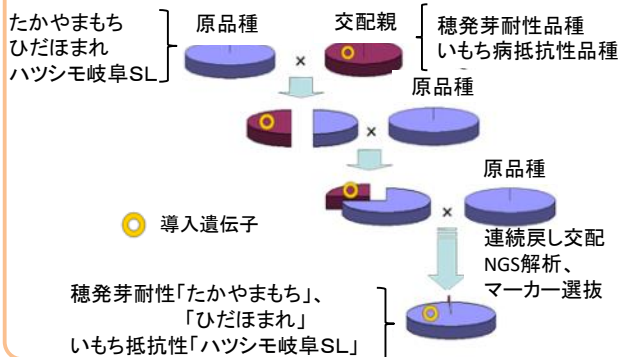 たかやまもち
ひだほまれ
ハツシモ岐阜SL
原品種
×
交配親
穂発芽耐性品種
いもち病抵抗性品種
原品種
×
原品種
×
導入遺伝子
連続戻し交配
NGS解析、
マーカー選抜
穂発芽耐性「たかやまもち」、
「ひだほまれ」
いもち抵抗性「ハツシモ岐阜SL」